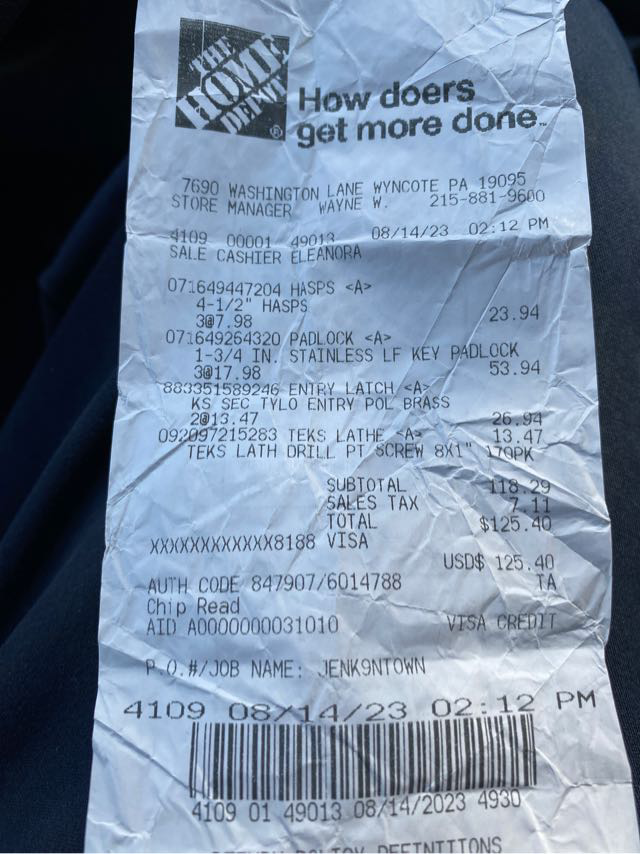 THE
HOME
DEPOT
®
How doers
get more done™
7690 WASHINGTON LANE WYNCOTE PA 19095
STORE MANAGER WAYNE W. 215-881-9600
4109 00001 49013 08/14/23 02:12 PM
SALE CASHIER ELEANORA
071649447204 HASPS <A>
4-1/2" HASPS
3@7.98 23.94
071649264320 PADLOCK <A>
1-3/4 IN. STAINLESS LF KEY PADLOCK
3@17.98 53.94
883351589246 ENTRY LATCH <A>
KS SEC TYLO ENTRY POL BRASS
2@13.47 26.94
092097215283 TEKS LATHE <A> 13.47
TEKS LATH DRILL PT SCREW 8X1" 170PK
SUBTOTAL 118.29
SALES TAX 7.11
TOTAL $125.40
XXXXXXXXXXXX8188 VISA
USD$ 125.40
AUTH CODE 847907/6014788 TA
Chip Read
AID A0000000031010 VISA CREDIT
P.O.#/JOB NAME: JENK9NTOWN
4109 08/14/23 02:12 PM
4109 01 49013 08/14/2023 4930
RETURN POLICY DEFINITIONS